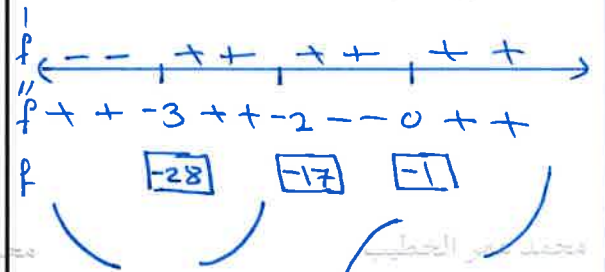 f' - - + + + + + +
f'' + + -3 + + -2 - - 0 + +
f -28 -17 -1
محمد عمر الخطيب